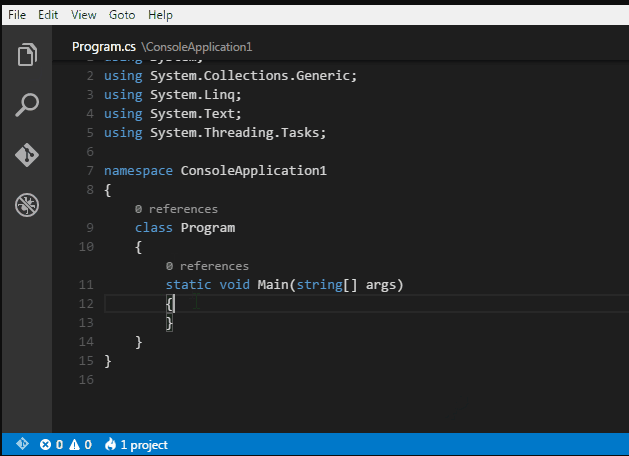 File Edit View Goto Help
Program.cs \ConsoleApplication1
1 using System;
2 using System.Collections.Generic;
3 using System.Linq;
4 using System.Text;
5 using System.Threading.Tasks;
6
7 namespace ConsoleApplication1
8 {
0 references
9 class Program
10 {
0 references
11 static void Main(string[] args)
12 {
13 }
14 }
15 }
16
0 0 1 project